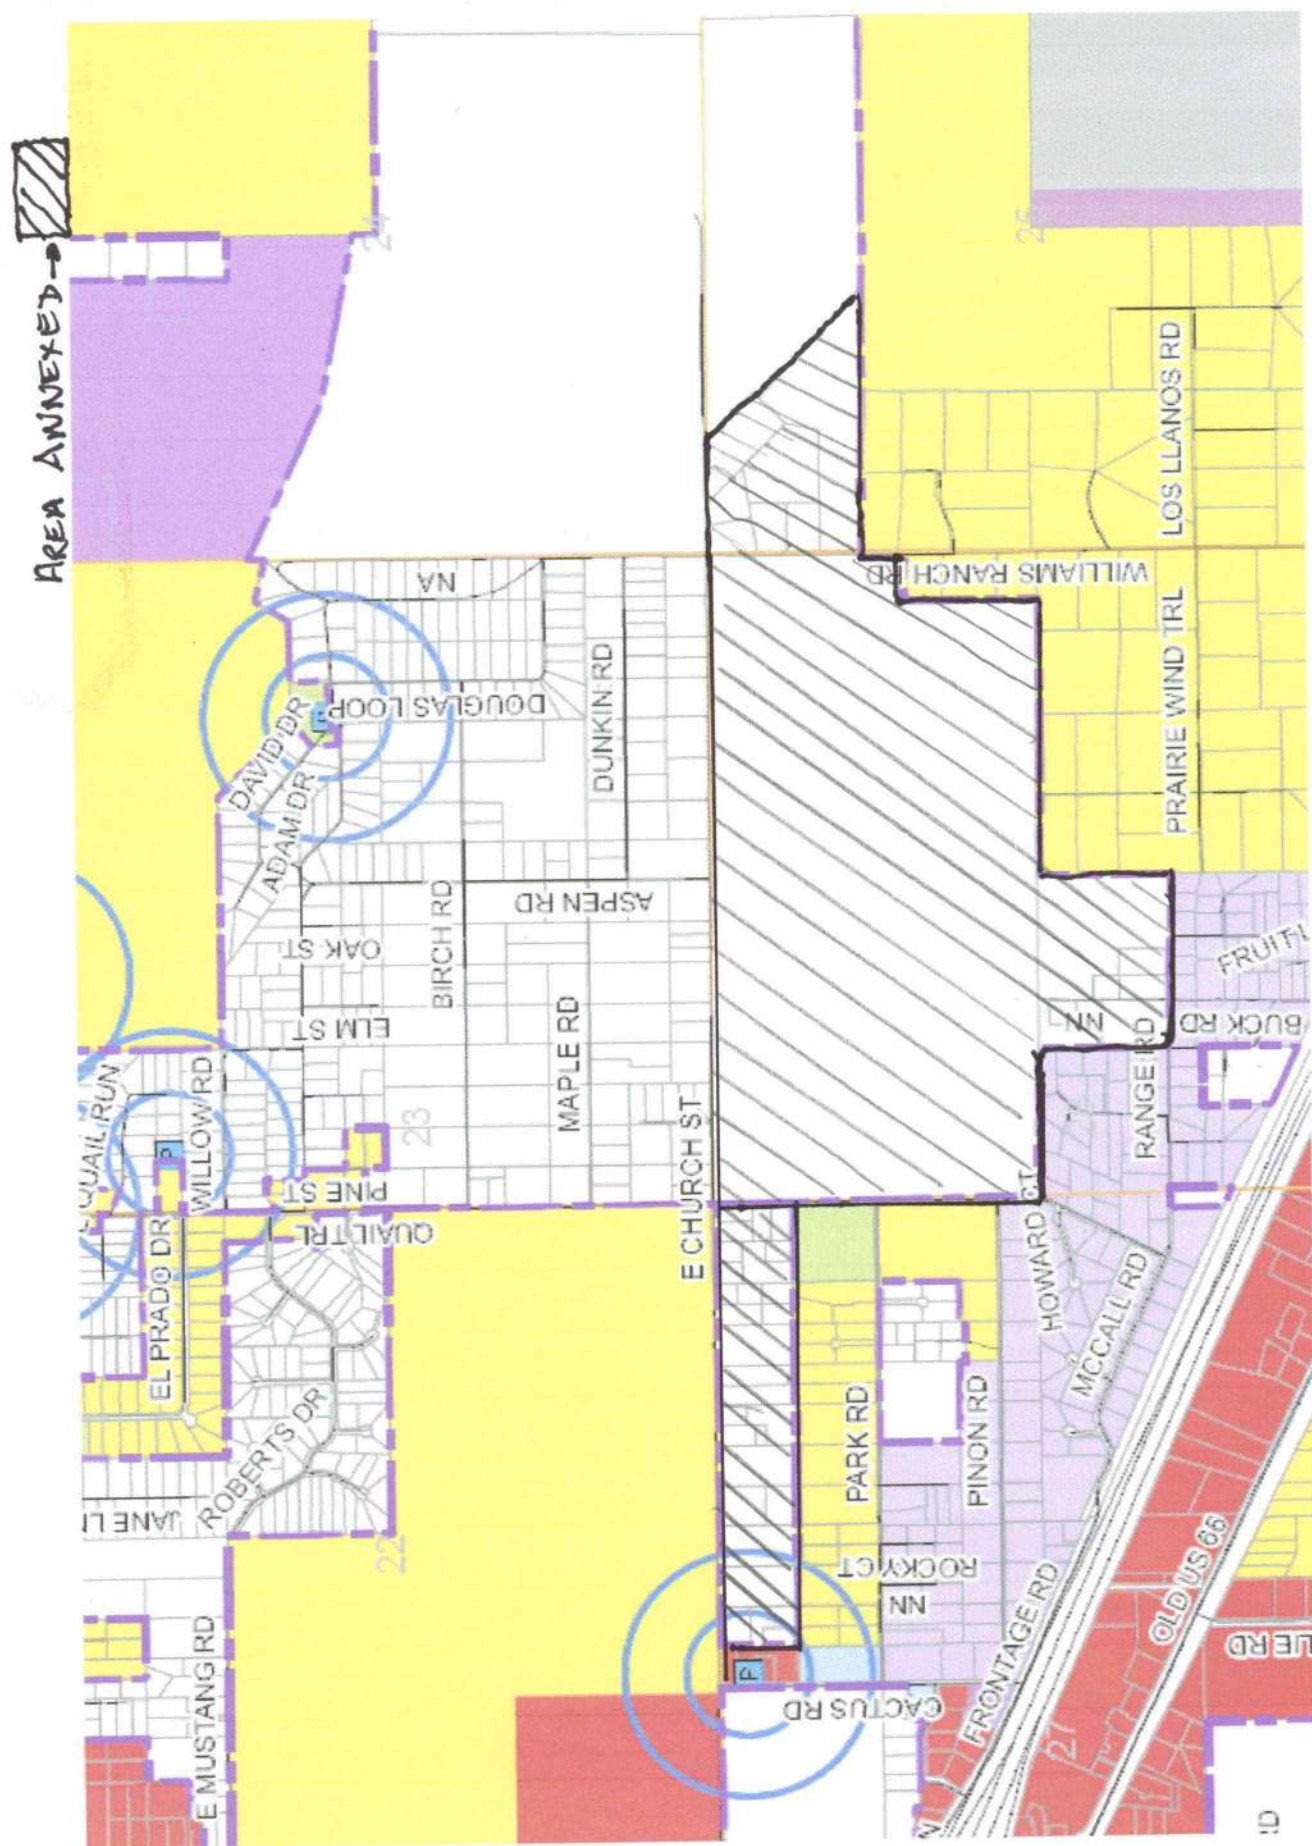 AREA ANNEXED →
24
25
NA
DOUGLAS LOOP
DAVID DR
ADAM DR
DUNKIN RD
WILLIAMS RANCH RD
LOS LLANOS RD
PRAIRIE WIND TRL
OAK ST
BIRCH RD
ASPEN RD
ELM ST
MAPLE RD
QUAIL RUN
WILLOW RD
P
PINE ST
23
E CHURCH ST
NN
RANGE RD
BUCK RD
EL PRADO DR
QUAIL TRL
HOWARD CT
MCCALL RD
ROBERTS DR
PARK RD
PINON RD
22
ROCKY CT
NN
E MUSTANG RD
P
CACTUS RD
FRONTAGE RD
OLD US 66
27